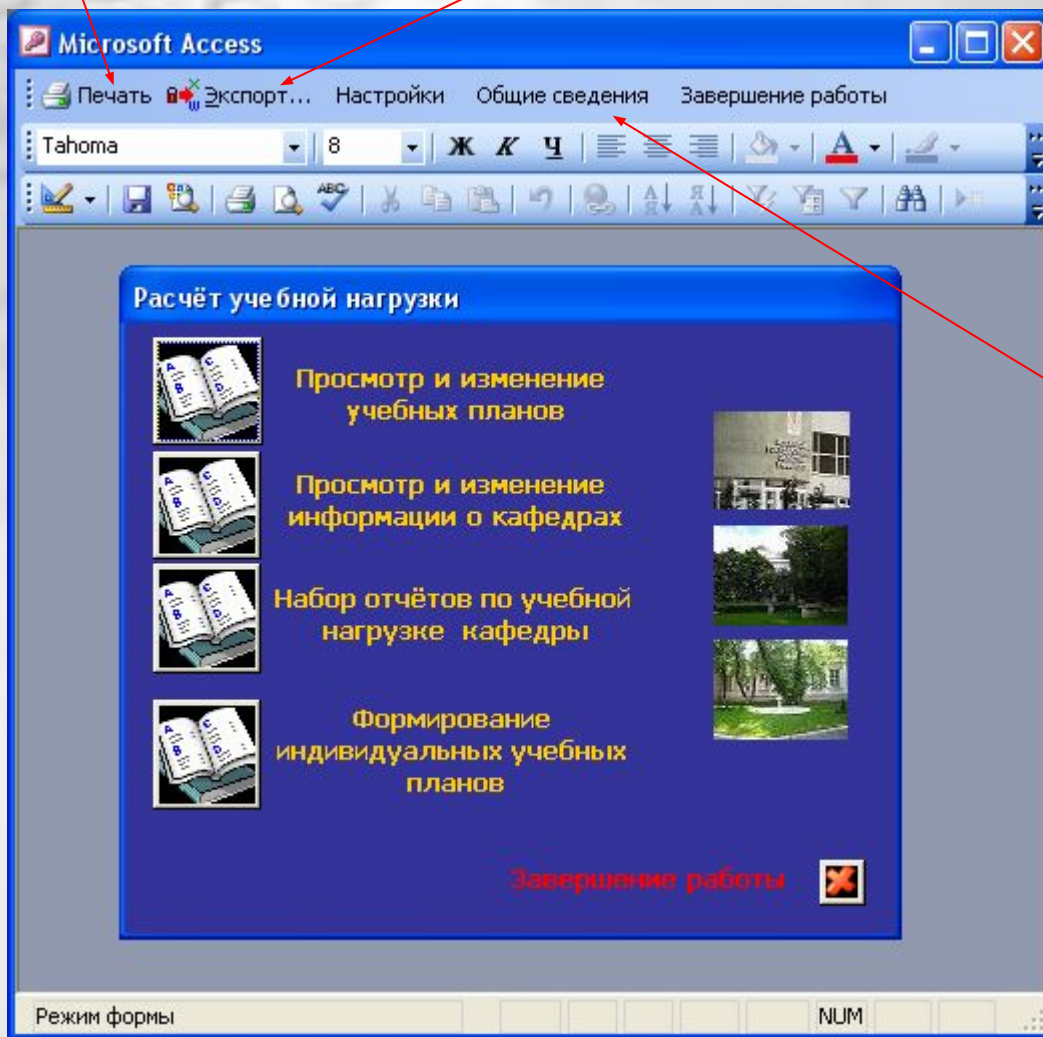 Microsoft Access
Печать Экспорт... Настройки Общие сведения Завершение работы
Tahoma 8 Ж К Ч A
ABC А Я Я А
Расчёт учебной нагрузки
Просмотр и изменение
учебных планов
Просмотр и изменение
информации о кафедрах
Набор отчётов по учебной
нагрузке кафедры
Формирование
индивидуальных учебных
планов
Завершение работы
Режим формы NUM